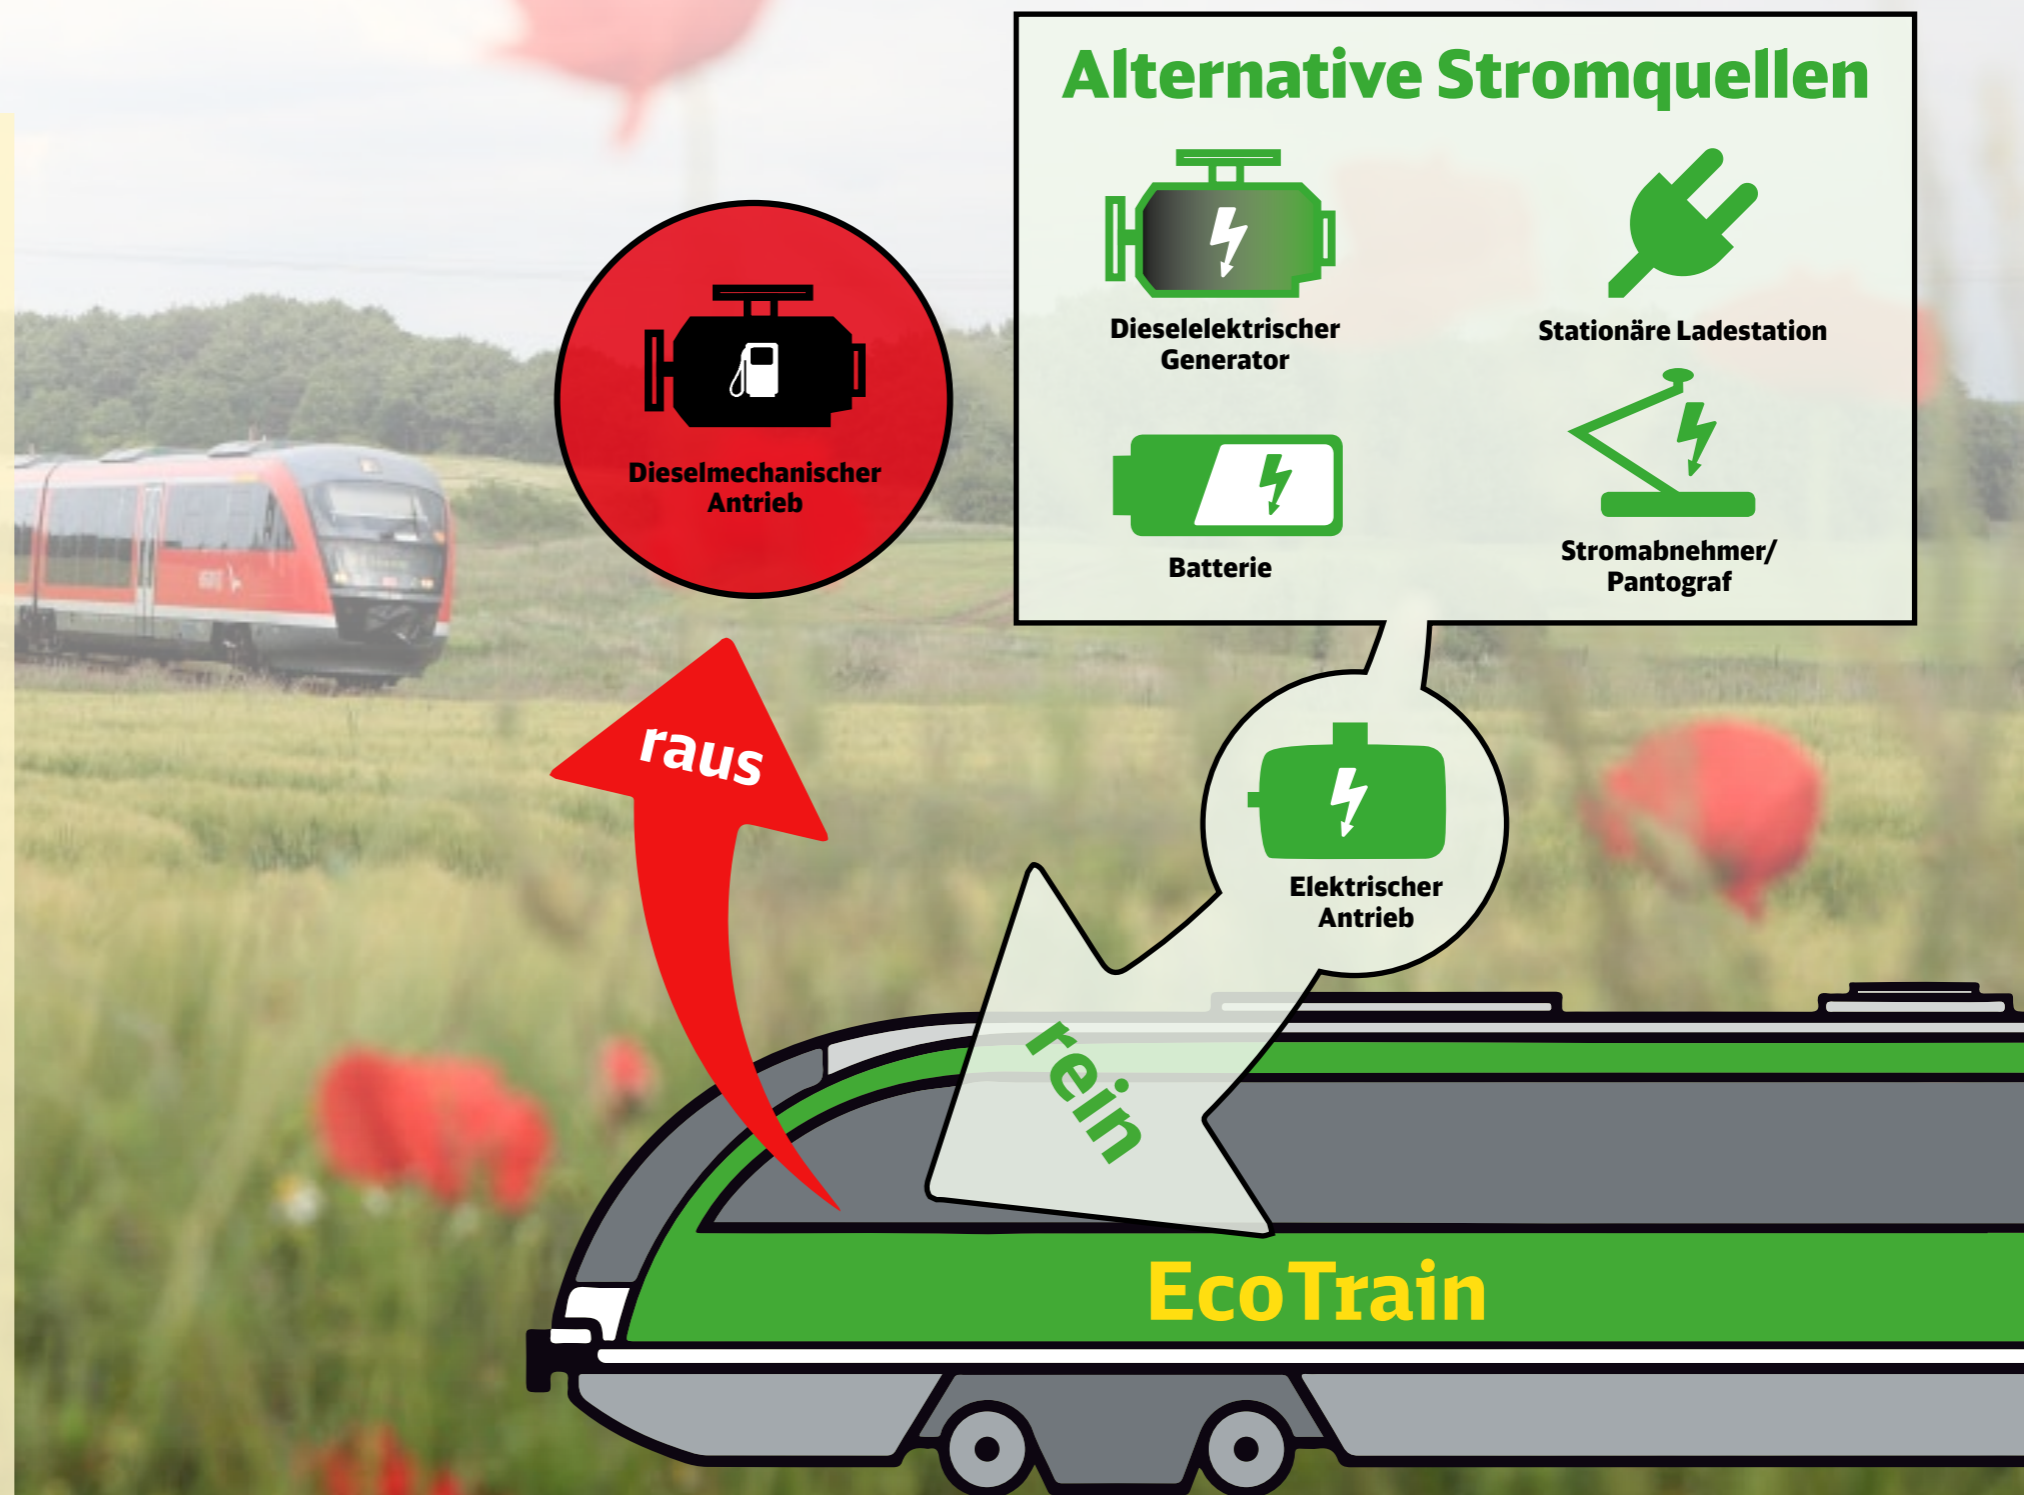 Alternative Stromquellen
Dieselelektrischer
Generator
Stationäre Ladestation
Batterie
Stromabnehmer/
Pantograf
Dieselmechanischer
Antrieb
raus
Elektrischer
Antrieb
rein
EcoTrain